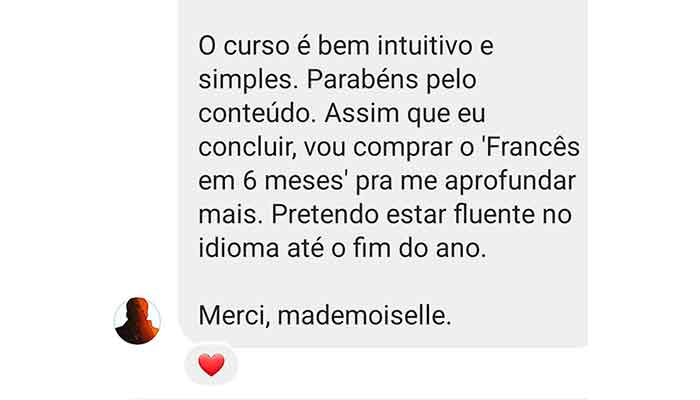 O curso é bem intuitivo e
simples. Parabéns pelo
conteúdo. Assim que eu
concluir, vou comprar o 'Francês
em 6 meses' pra me aprofundar
mais. Pretendo estar fluente no
idioma até o fim do ano.
Merci, mademoiselle.